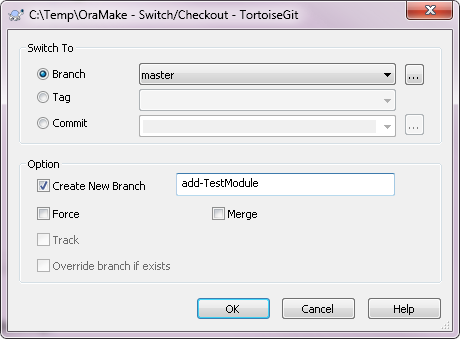 C:\Temp\OraMake - Switch/Checkout - TortoiseGit
Switch To
Branch
master
...
Tag
Commit
...
Option
Create New Branch
add-TestModule
Force
Merge
Track
Override branch if exists
OK
Cancel
Help